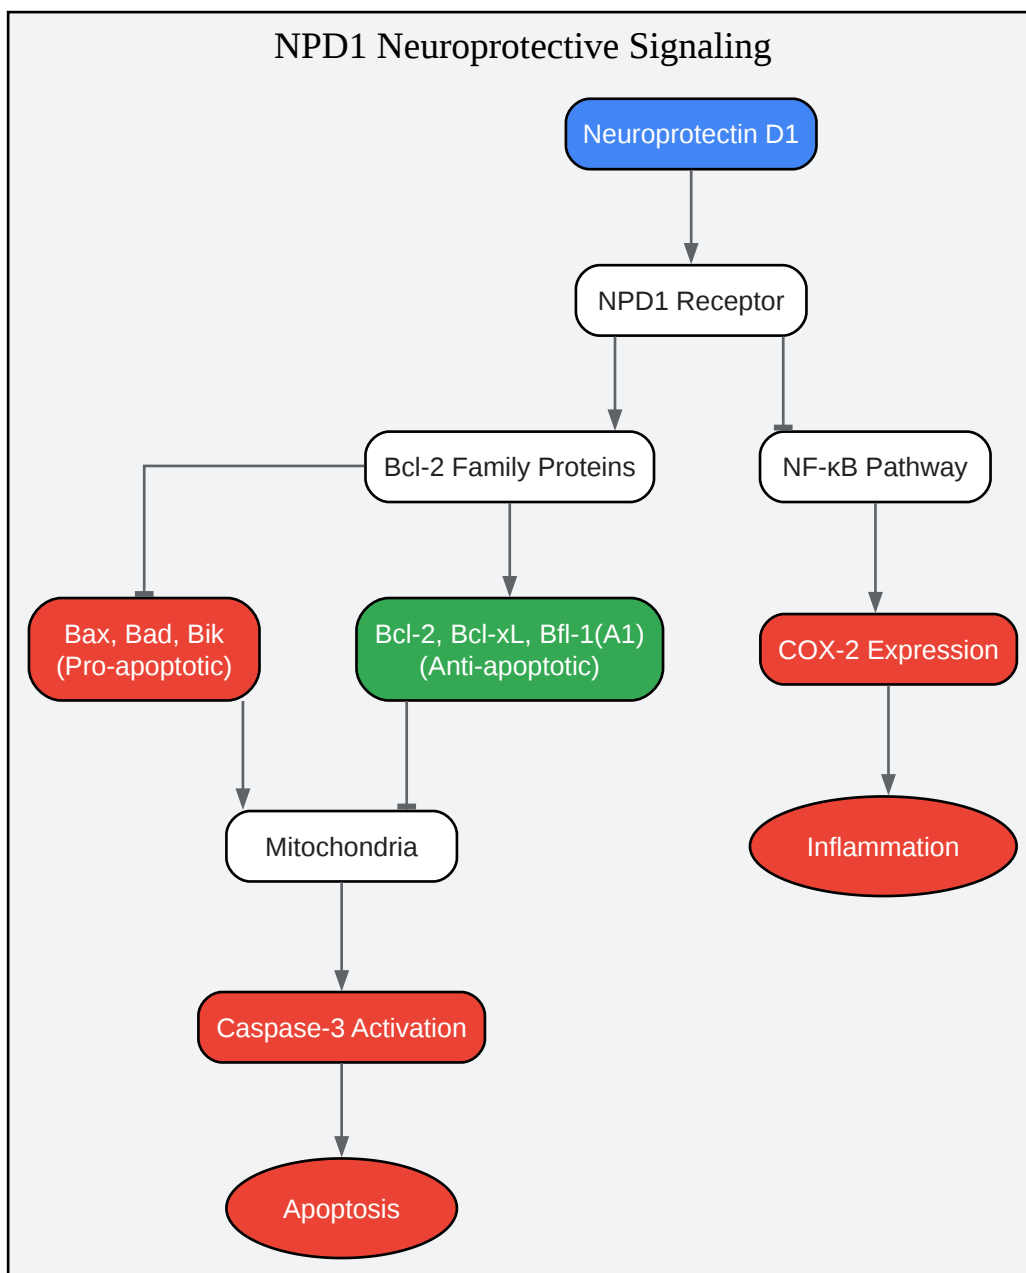 NPD1 Neuroprotective Signaling
Neuroprotectin D1
NPD1 Receptor
Bcl-2 Family Proteins
NF-κB Pathway
Bax, Bad, Bik
(Pro-apoptotic)
Bcl-2, Bcl-xL, Bfl-1(A1)
(Anti-apoptotic)
COX-2 Expression
Mitochondria
Inflammation
Caspase-3 Activation
Apoptosis